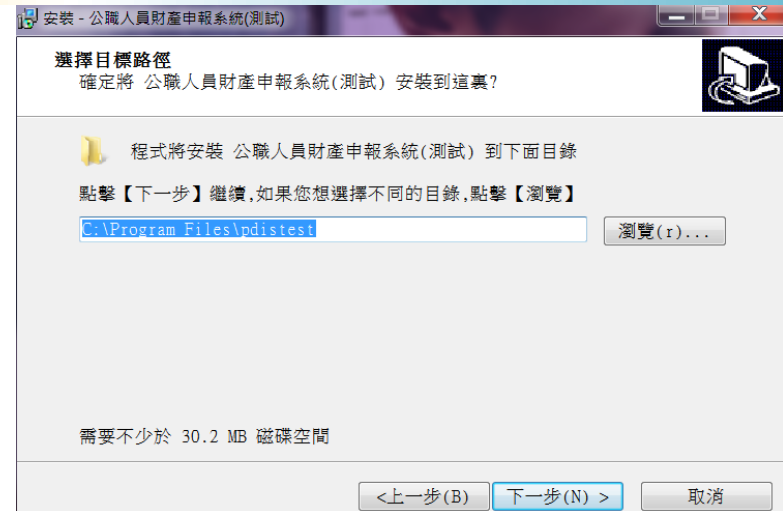 安裝 - 公職人員財產申報系統(測試)
選擇目標路徑
確定將 公職人員財產申報系統(測試) 安裝到這裏?
程式將安裝 公職人員財產申報系統(測試) 到下面目錄
點擊【下一步】繼續,如果您想選擇不同的目錄,點擊【瀏覽】
C:\Program Files\pdistest
瀏覽(r)...
需要不少於 30.2 MB 磁碟空間
<上一步(B)
下一步(N) >
取消